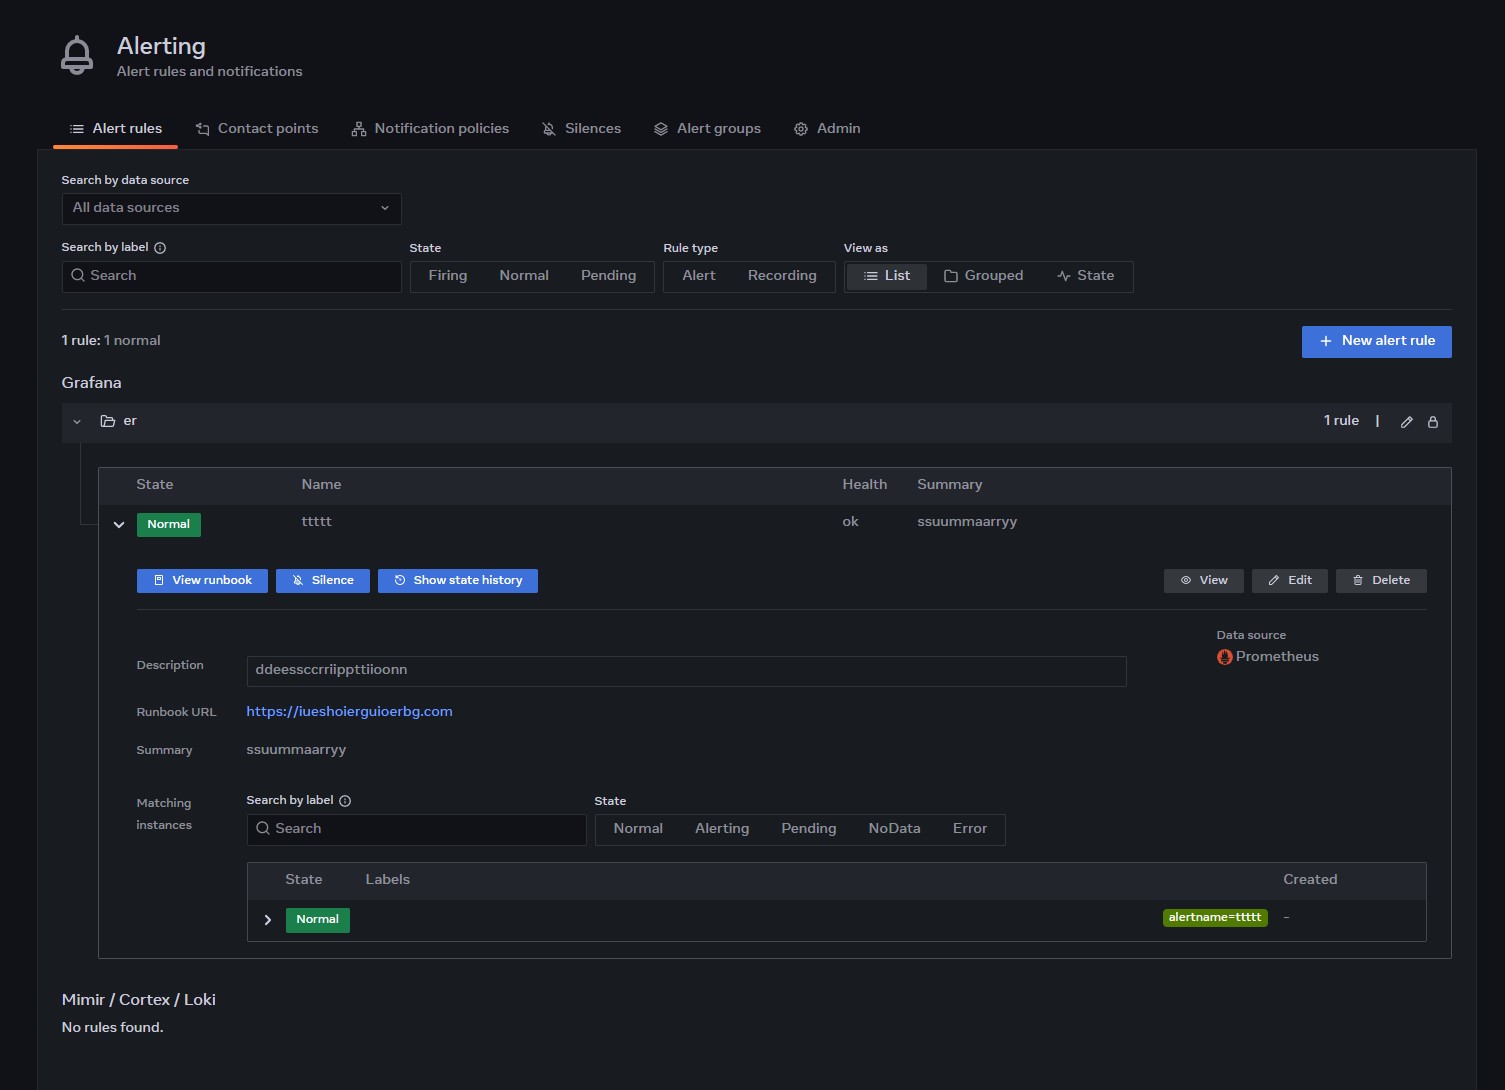 Alerting
Alert rules and notifications
Alert rules Contact points Notification policies Silences Alert groups Admin
Search by data source
All data sources
Search by label State Rule type View as
Search Firing Normal Pending Alert Recording List Grouped State
1 rule: 1 normal New alert rule
Grafana
er 1 rule |
State Name Health Summary
Normal ttttt ok ssuummaarryy
View runbook Silence Show state history View Edit Delete
Data source
Prometheus
Description ddeessccrriippttiioonn
Runbook URL https://iueshoierguioerbg.com
Summary ssuummaarryy
Matching instances
Search by label State
Search Normal Alerting Pending NoData Error
State Labels Created
Normal alertname=ttttt -
Mimir / Cortex / Loki
No rules found.